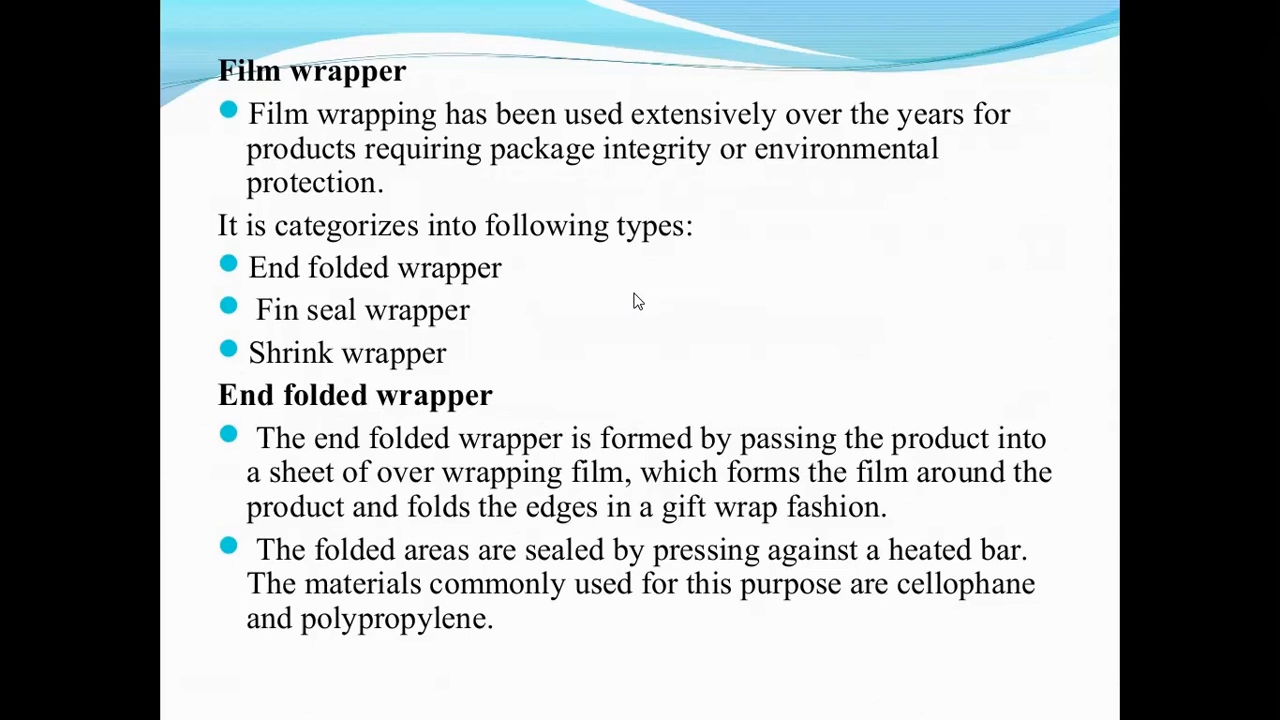 Film wrapper
Film wrapping has been used extensively over the years for
products requiring package integrity or environmental
protection.
It is categorizes into following types:
End folded wrapper
Fin seal wrapper
Shrink wrapper
End folded wrapper
The end folded wrapper is formed by passing the product into
a sheet of over wrapping film, which forms the film around the
product and folds the edges in a gift wrap fashion.
The folded areas are sealed by pressing against a heated bar.
The materials commonly used for this purpose are cellophane
and polypropylene.